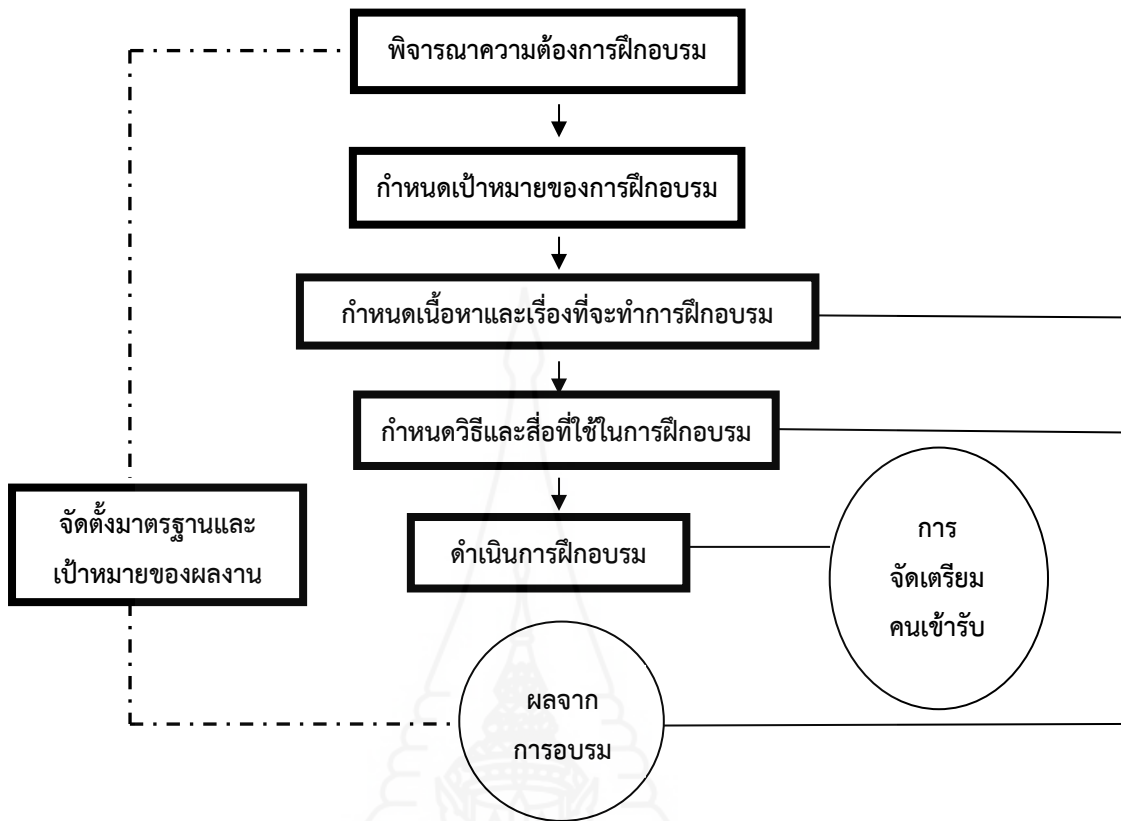 พิจารณาความต้องการฝึกอบรม
กำหนดเป้าหมายของการฝึกอบรม
กำหนดเนื้อหาและเรื่องที่จะทำการฝึกอบรม
กำหนดวิธีและสื่อที่ใช้ในการฝึกอบรม
จัดตั้งมาตรฐานและ
เป้าหมายของผลงาน
ดำเนินการฝึกอบรม
การ
จัดเตรียม
คนเข้ารับ
ผลจาก
การอบรม